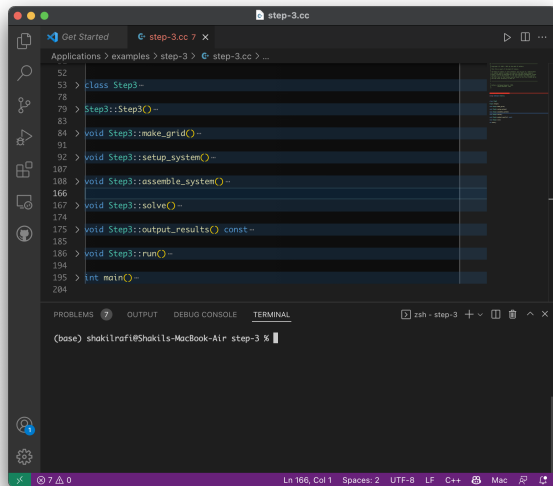 step-3.cc
Get Started
step-3.cc 7
Applications > examples > step-3 > step-3.cc > ...
52
53 > class Step3
78
79 > Step3::Step3()
83
84 > void Step3::make_grid()
91
92 > void Step3::setup_system()
107
108 > void Step3::assemble_system()
166
167 > void Step3::solve()
174
175 > void Step3::output_results() const
185
186 > void Step3::run()
194
195 > int main()
204
PROBLEMS 7 OUTPUT DEBUG CONSOLE TERMINAL zsh - step-3
(base) shakilrafi@Shakils-MacBook-Air step-3 %
1
7 0 Ln 166, Col 1 Spaces: 2 UTF-8 LF C++ Mac